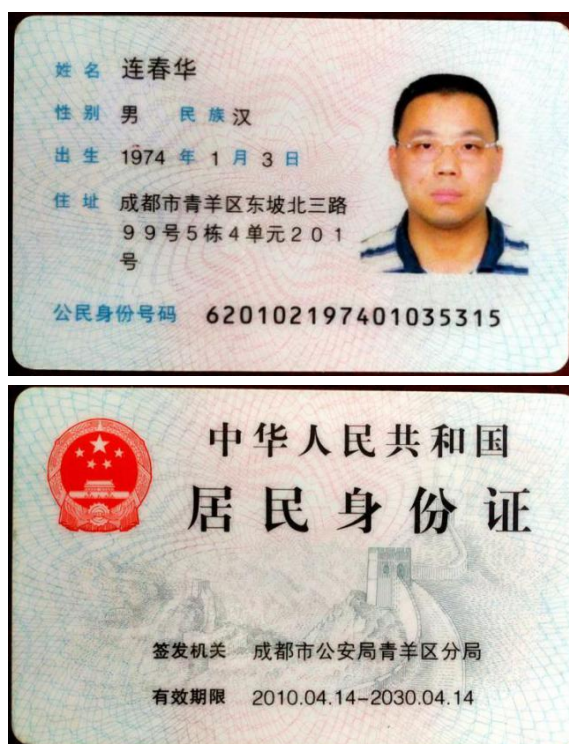 姓名 连春华
性别 男 民族 汉
出生 1974 年 1 月 3 日
住址 成都市青羊区东坡北三路
99号5栋4单元201
号
公民身份号码 620102197401035315
中华人民共和国
居民身份证
签发机关 成都市公安局青羊区分局
有效期限 2010.04.14-2030.04.14